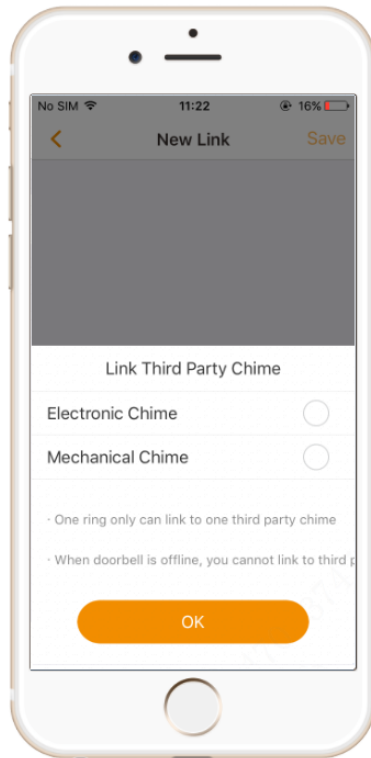 No SIM 11:22 16%
New Link Save
Link Third Party Chime
Electronic Chime
Mechanical Chime
· One ring only can link to one third party chime
· When doorbell is offline, you cannot link to third
OK